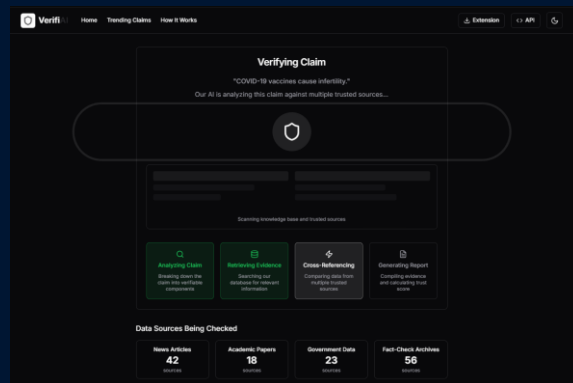 VerifiAI
Home Trending Claims How It Works
Extension
<> API
Verifying Claim
"COVID-19 vaccines cause infertility."
Our AI is analyzing this claim against multiple trusted sources...
Scanning knowledge base and trusted sources
Analyzing Claim
Breaking down the
claim into verifiable
components
Retrieving Evidence
Searching our
database for relevant
information
Cross-Referencing
Comparing data from
multiple trusted
sources
Generating Report
Compiling evidence
and calculating trust
score
Data Sources Being Checked
News Articles
42
sources
Academic Papers
18
sources
Government Data
23
sources
Fact-Check Archives
56
sources